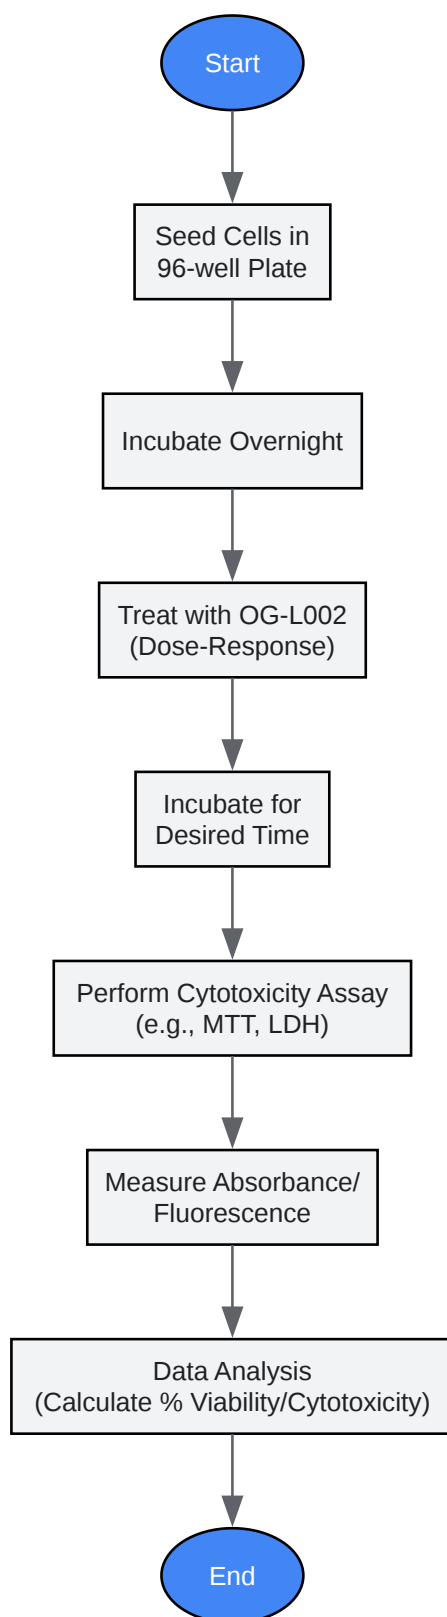 Start
Seed Cells in
96-well Plate
Incubate Overnight
Treat with OG-L002
(Dose-Response)
Incubate for
Desired Time
Perform Cytotoxicity Assay
(e.g., MTT, LDH)
Measure Absorbance/
Fluorescence
Data Analysis
(Calculate % Viability/Cytotoxicity)
End